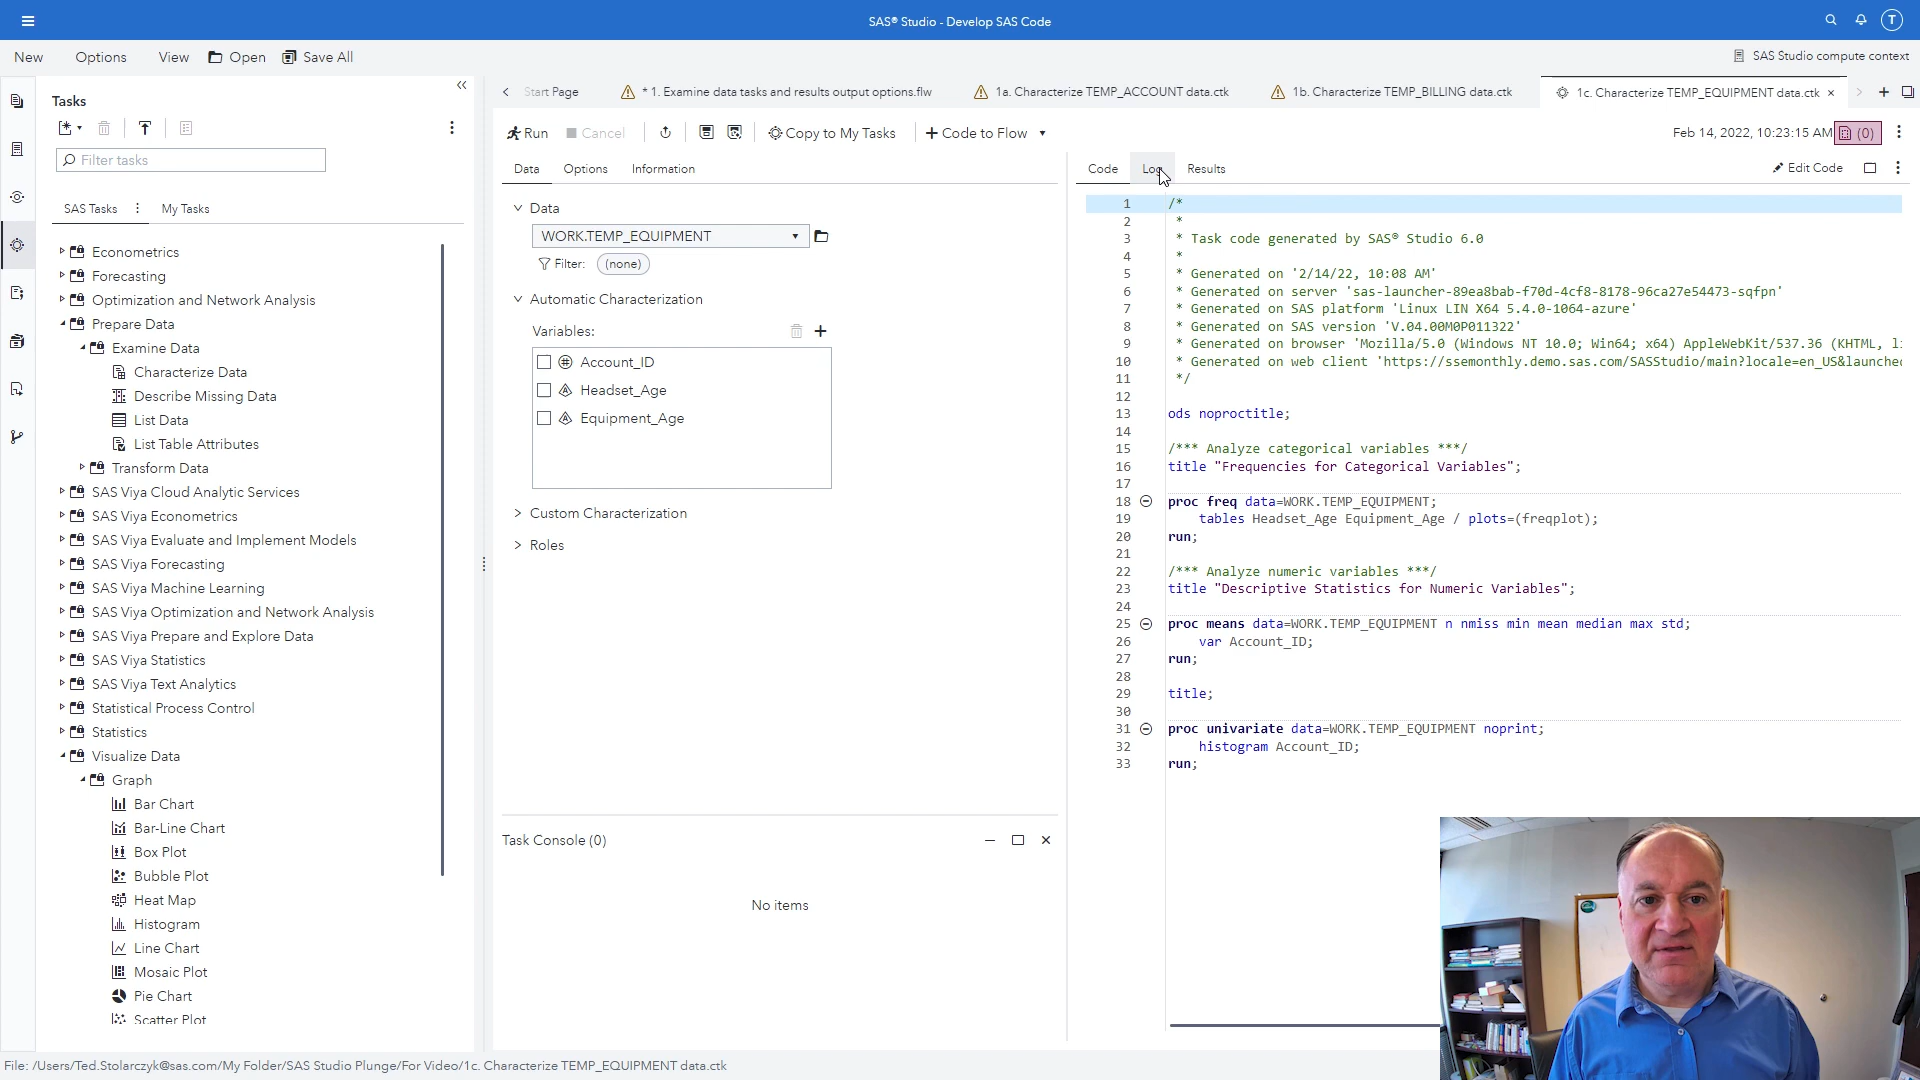 SAS® Studio - Develop SAS Code
T
New
Options
View
Open
Save All
SAS Studio compute context
Tasks
Filter tasks
SAS Tasks
My Tasks
Econometrics
Forecasting
Optimization and Network Analysis
Prepare Data
Examine Data
Characterize Data
Describe Missing Data
List Data
List Table Attributes
Transform Data
SAS Viya Cloud Analytic Services
SAS Viya Econometrics
SAS Viya Evaluate and Implement Models
SAS Viya Forecasting
SAS Viya Machine Learning
SAS Viya Optimization and Network Analysis
SAS Viya Prepare and Explore Data
SAS Viya Statistics
SAS Viya Text Analytics
Statistical Process Control
Statistics
Visualize Data
Graph
Bar Chart
Bar-Line Chart
Box Plot
Bubble Plot
Heat Map
Histogram
Line Chart
Mosaic Plot
Pie Chart
Scatter Plot
Start Page
* 1. Examine data tasks and results output options.flw
1a. Characterize TEMP_ACCOUNT data.ctk
1b. Characterize TEMP_BILLING data.ctk
1c. Characterize TEMP_EQUIPMENT data.ctk
Run
Cancel
Copy to My Tasks
Code to Flow
Feb 14, 2022, 10:23:15 AM
(0)
Data
Options
Information
Data
WORK.TEMP_EQUIPMENT
Filter:
(none)
Automatic Characterization
Variables:
Account_ID
Headset_Age
Equipment_Age
Custom Characterization
Roles
Task Console (0)
No items
Code
Log
Results
Edit Code
1 /*
2 *
3 * Task code generated by SAS® Studio 6.0
4 *
5 * Generated on '2/14/22, 10:08 AM'
6 * Generated on server 'sas-launcher-89ea8bab-f70d-4cf8-8178-96ca27e54473-sqfpn'
7 * Generated on SAS platform 'Linux LIN X64 5.4.0-1064-azure'
8 * Generated on SAS version 'V.04.00M0P011322'
9 * Generated on browser 'Mozilla/5.0 (Windows NT 10.0; Win64; x64) AppleWebKit/537.36 (KHTML, li
10 * Generated on web client 'https://ssemonthly.demo.sas.com/SASStudio/main?locale=en_US&launche
11 */
12
13 ods noproctitle;
14
15 /*** Analyze categorical variables ***/
16 title "Frequencies for Categorical Variables";
17
18 proc freq data=WORK.TEMP_EQUIPMENT;
19 tables Headset_Age Equipment_Age / plots=(freqplot);
20 run;
21
22 /*** Analyze numeric variables ***/
23 title "Descriptive Statistics for Numeric Variables";
24
25 proc means data=WORK.TEMP_EQUIPMENT n nmiss min mean median max std;
26 var Account_ID;
27 run;
28
29 title;
30
31 proc univariate data=WORK.TEMP_EQUIPMENT noprint;
32 histogram Account_ID;
33 run;
File: /Users/Ted.Stolarczyk@sas.com/My Folder/SAS Studio Plunge/For Video/1c. Characterize TEMP_EQUIPMENT data.ctk